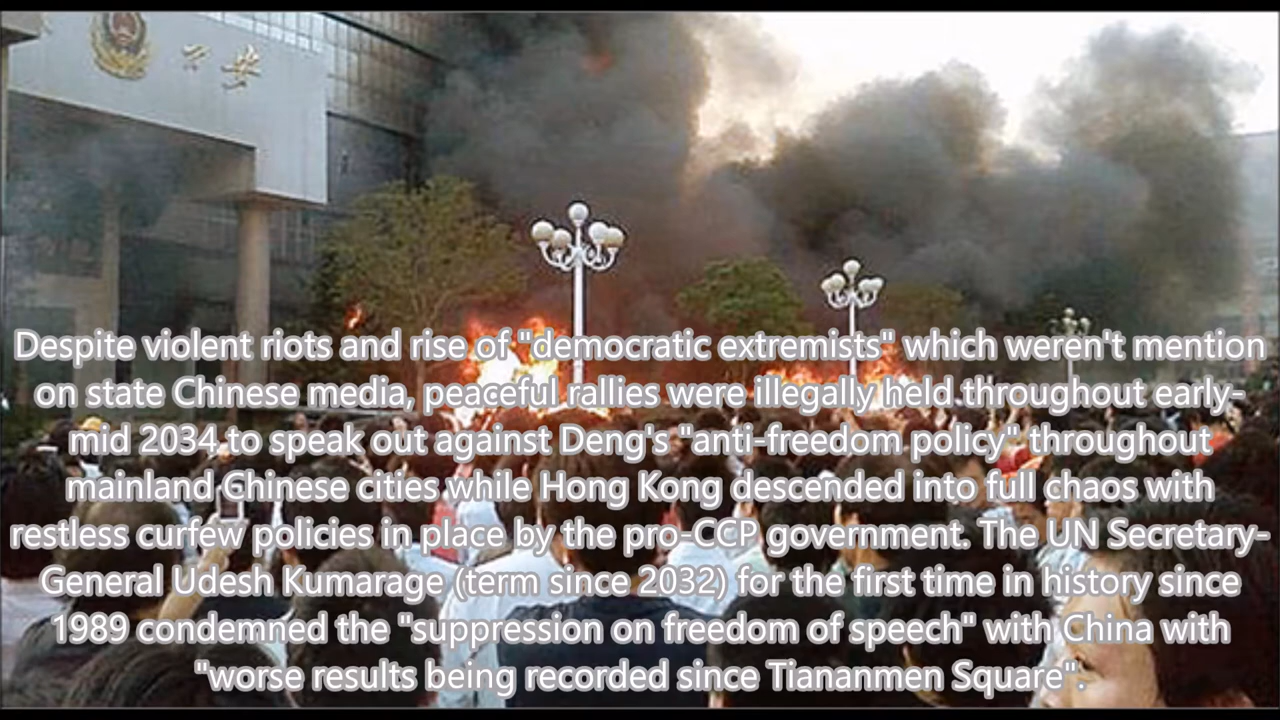 公安
Despite violent riots and rise of "democratic extremists" which weren't mention
on state Chinese media, peaceful rallies were illegally held throughout early-
mid 2034 to speak out against Deng's "anti-freedom policy" throughout
mainland Chinese cities while Hong Kong descended into full chaos with
restless curfew policies in place by the pro-CCP government. The UN Secretary-
General Udesh Kumarage (term since 2032) for the first time in history since
1989 condemned the "suppression on freedom of speech" with China with
"worse results being recorded since Tiananmen Square".